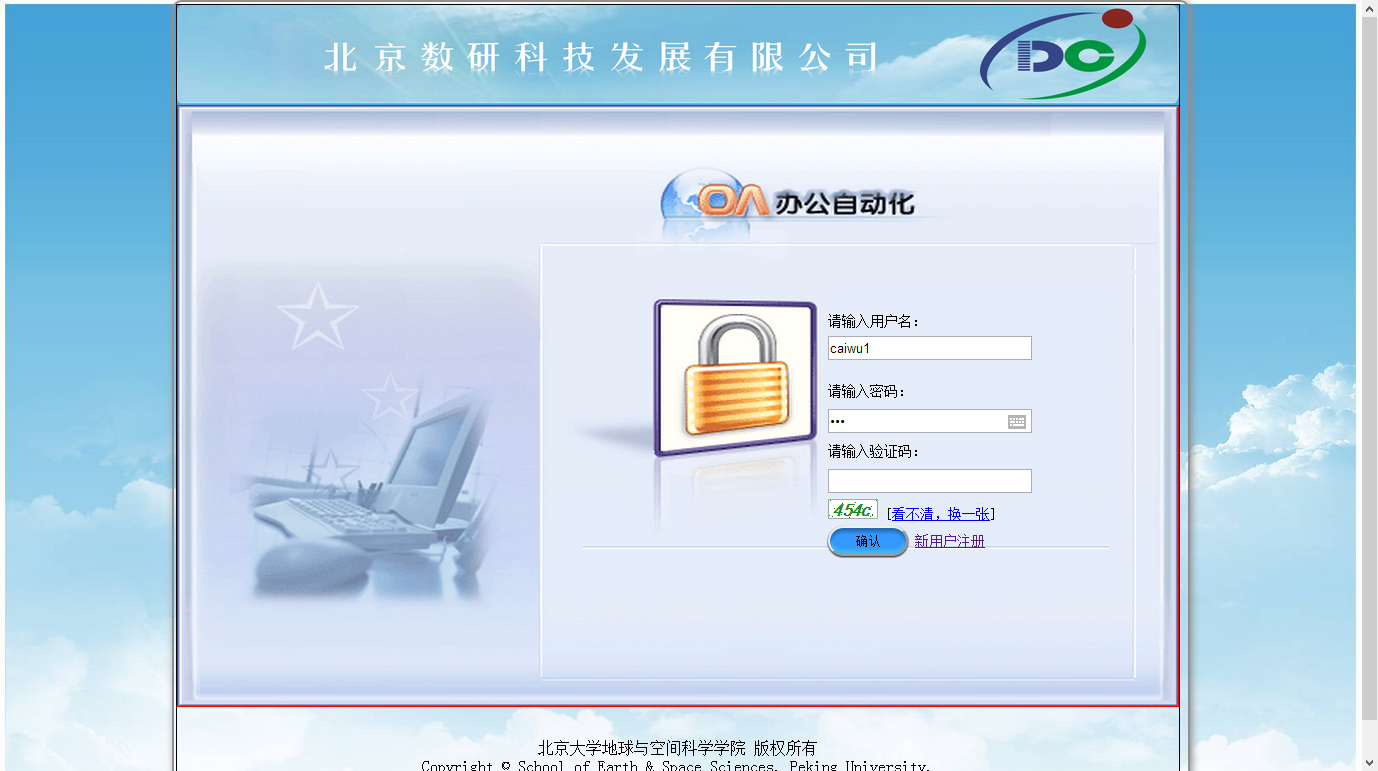 北京数研科技发展有限公司
DC
OA 办公自动化
请输入用户名：
caiwu1
请输入密码：
•••
请输入验证码：
454c
[看不清，换一张]
确认 新用户注册
北京大学地球与空间科学学院 版权所有
Copyright © School of Earth & Space Sciences, Peking University.